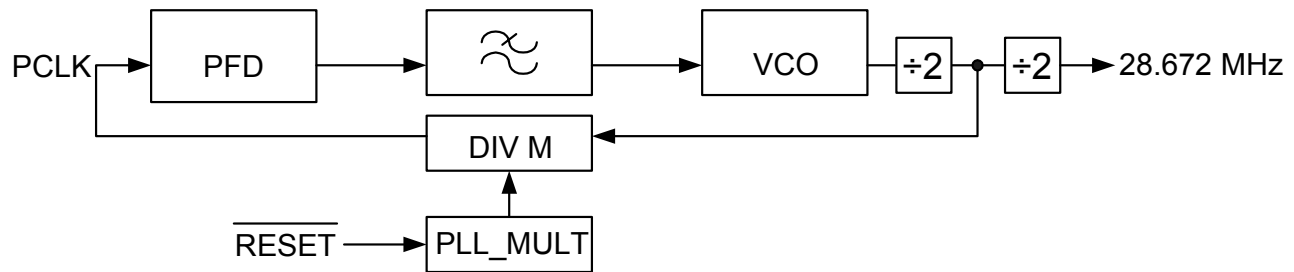 PCLK
PFD
VCO
÷2
÷2
28.672 MHz
DIV M
RESET
PLL_MULT